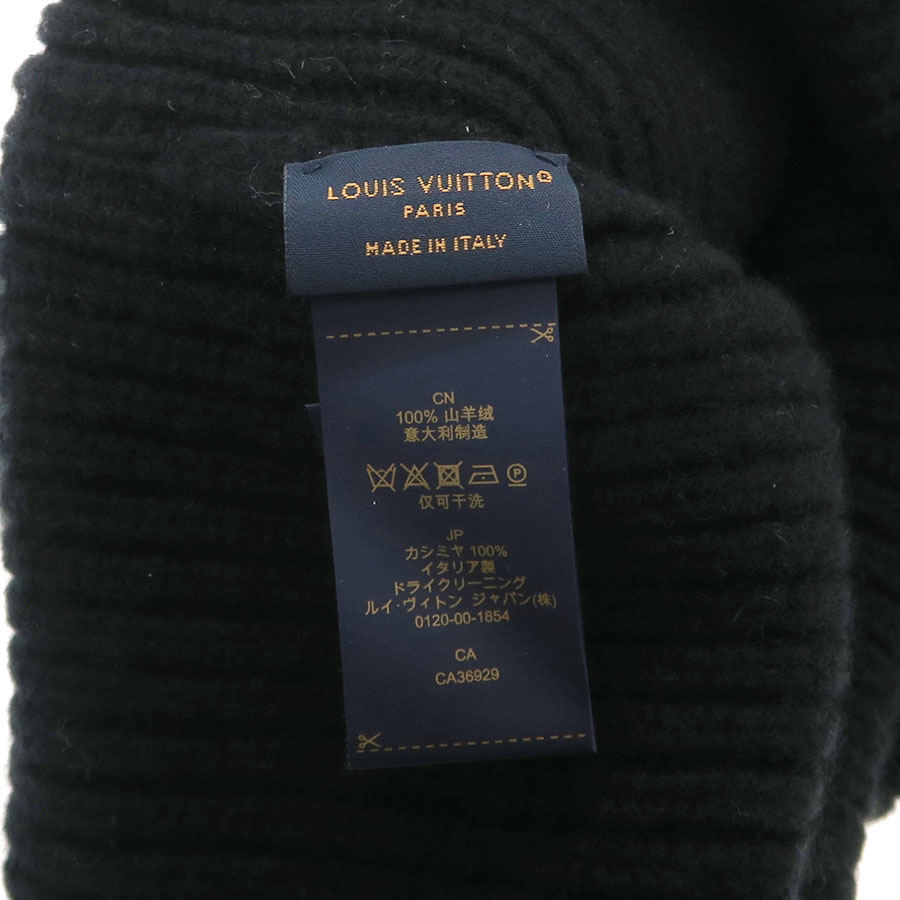 LOUIS VUITTON®
PARIS
MADE IN ITALY
CN
100% 山羊绒
意大利制造
P
仅可干洗
JP
カシミヤ 100%
イタリア製
ドライクリーニング
ルイ・ヴィトン ジャパン(株)
0120-00-1854
CA
CA36929